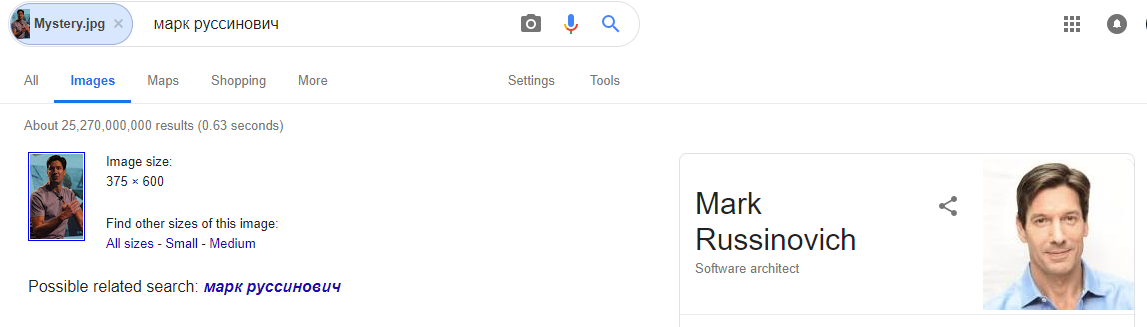 Mystery.jpg × марк руссинович
All Images Maps Shopping More Settings Tools
About 25,270,000,000 results (0.63 seconds)
Image size:
375 × 600
Find other sizes of this image:
All sizes - Small - Medium
Possible related search: марк руссинович
Mark
Russinovich
Software architect